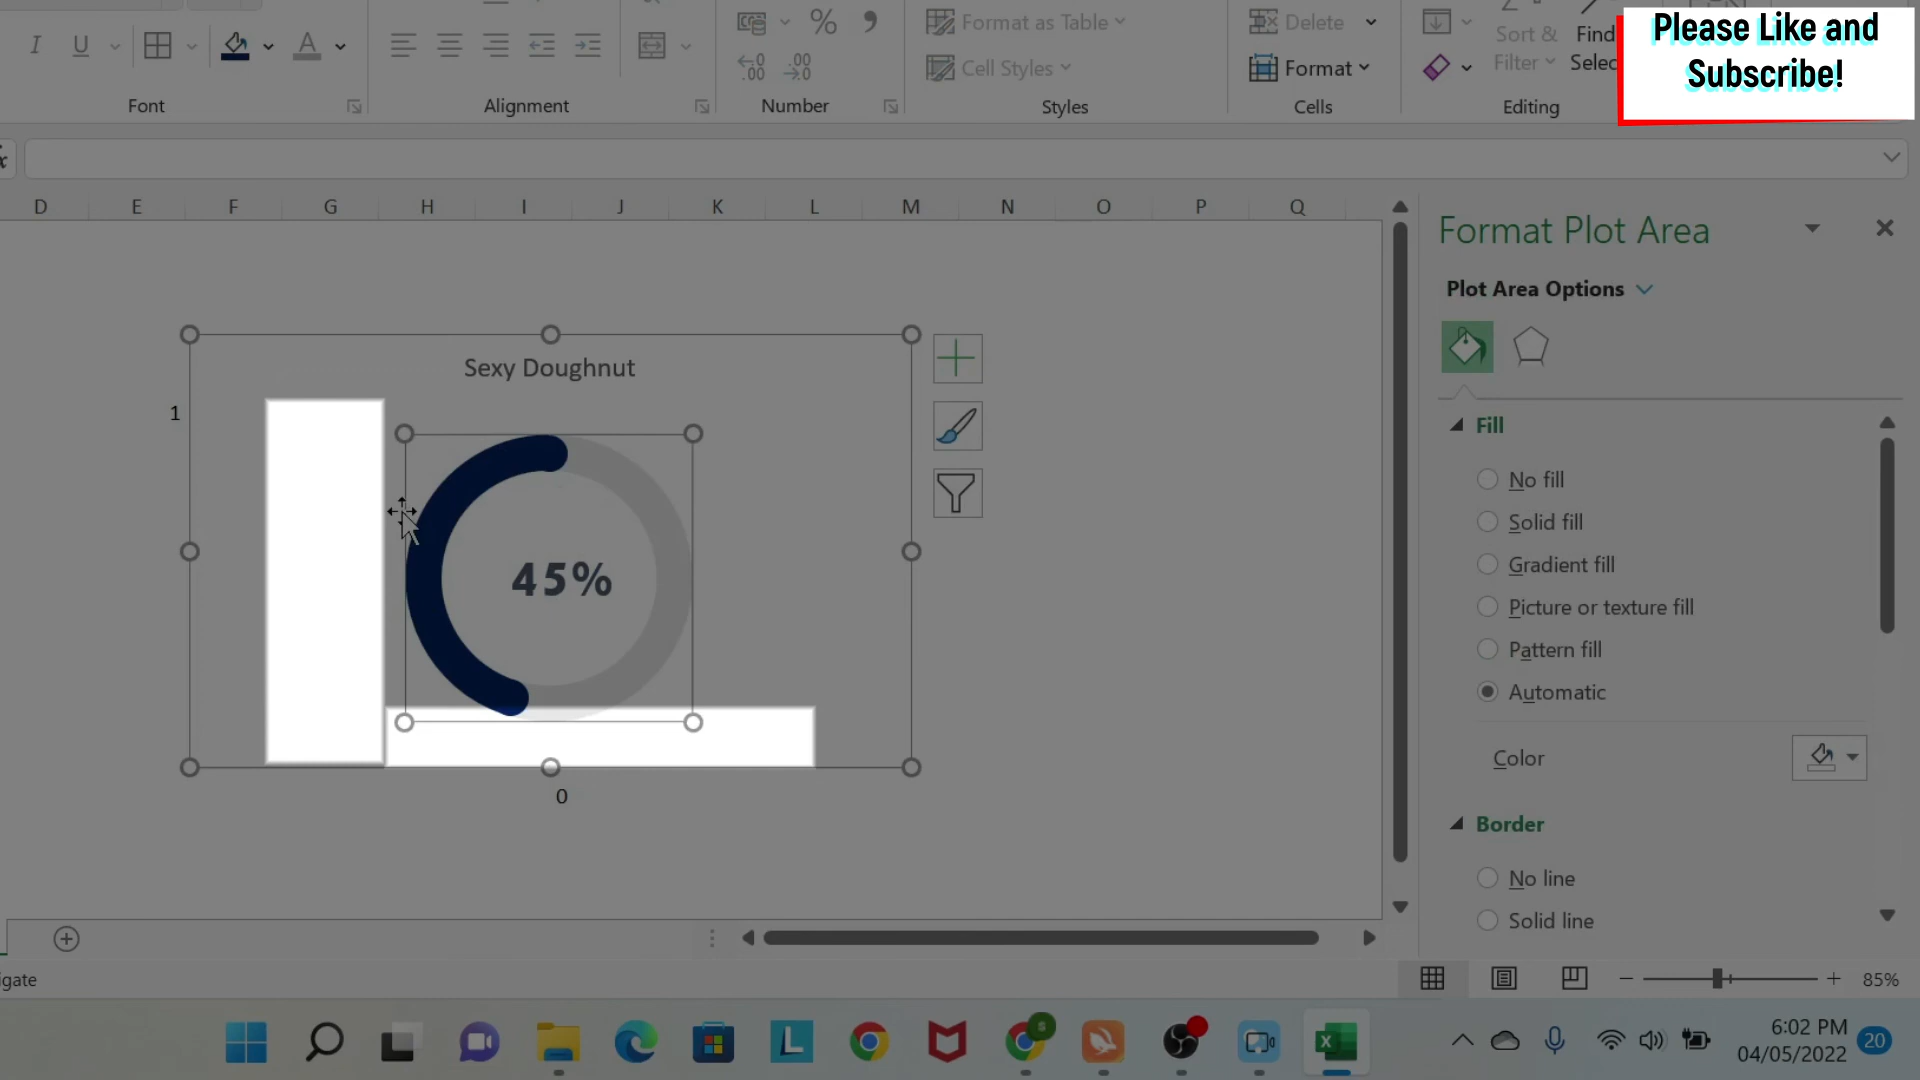 Please Like and
Subscribe!
I U A % , .00 .00
Format as Table
Cell Styles
Delete
Format
Sort &
Filter
Find
Selec
Font
Alignment
Number
Styles
Cells
Editing
D E F G H I J K L M N O P Q
Format Plot Area
Plot Area Options
Fill
No fill
Solid fill
Gradient fill
Picture or texture fill
Pattern fill
Automatic
Color
Border
No line
Solid line
Sexy Doughnut
1
45%
0
igate
85%
6:02 PM
04/05/2022
20